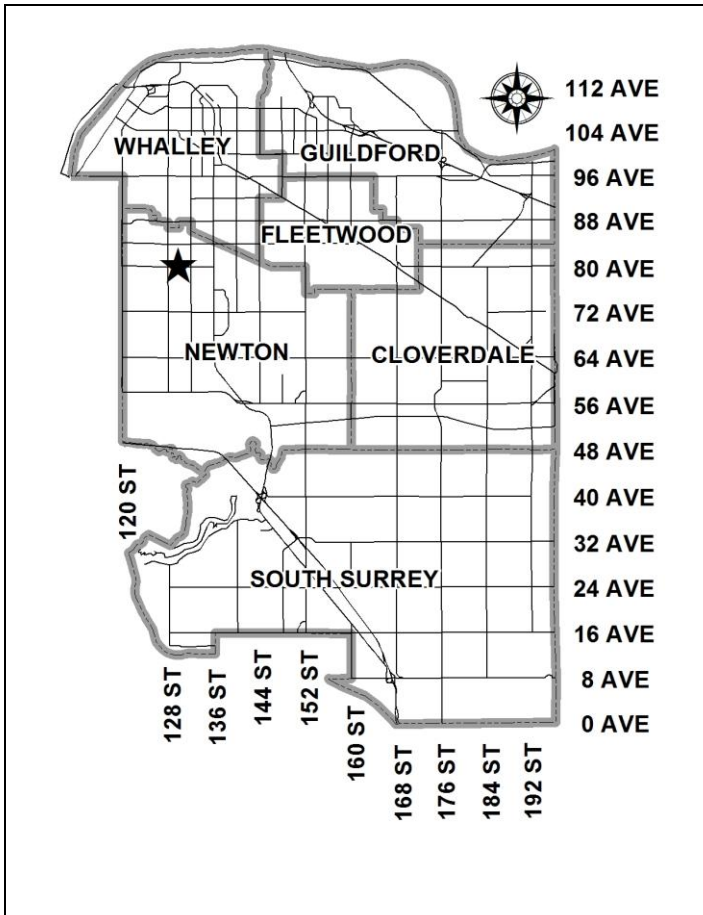 112 AVE
104 AVE
WHALLEY
GUILDFORD
96 AVE
88 AVE
FLEETWOOD
80 AVE
72 AVE
NEWTON
CLOVERDALE
64 AVE
56 AVE
48 AVE
120 ST
40 AVE
32 AVE
SOUTH SURREY
24 AVE
16 AVE
8 AVE
0 AVE
128 ST
136 ST
144 ST
152 ST
160 ST
168 ST
176 ST
184 ST
192 ST